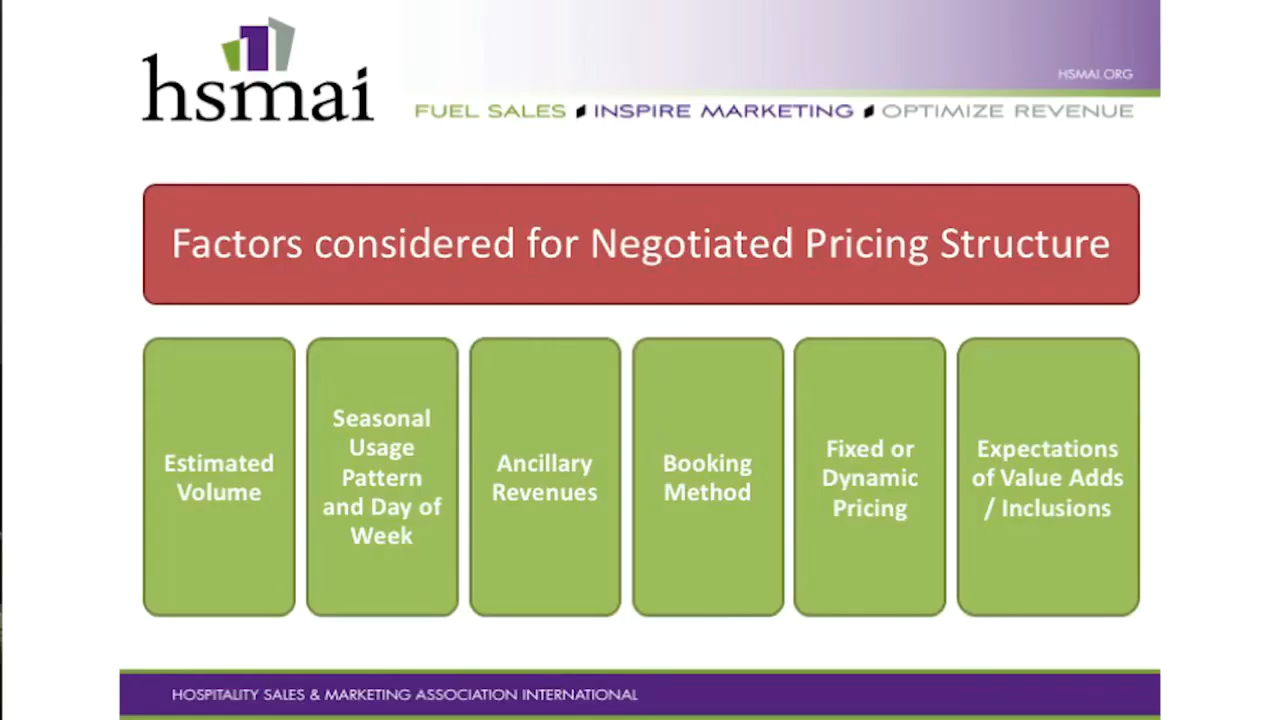 hsmai
HSMAI.ORG
FUEL SALES INSPIRE MARKETING OPTIMIZE REVENUE
Factors considered for Negotiated Pricing Structure
Estimated
Volume
Seasonal
Usage
Pattern
and Day of
Week
Ancillary
Revenues
Booking
Method
Fixed or
Dynamic
Pricing
Expectations
of Value Adds
/ Inclusions
HOSPITALITY SALES & MARKETING ASSOCIATION INTERNATIONAL